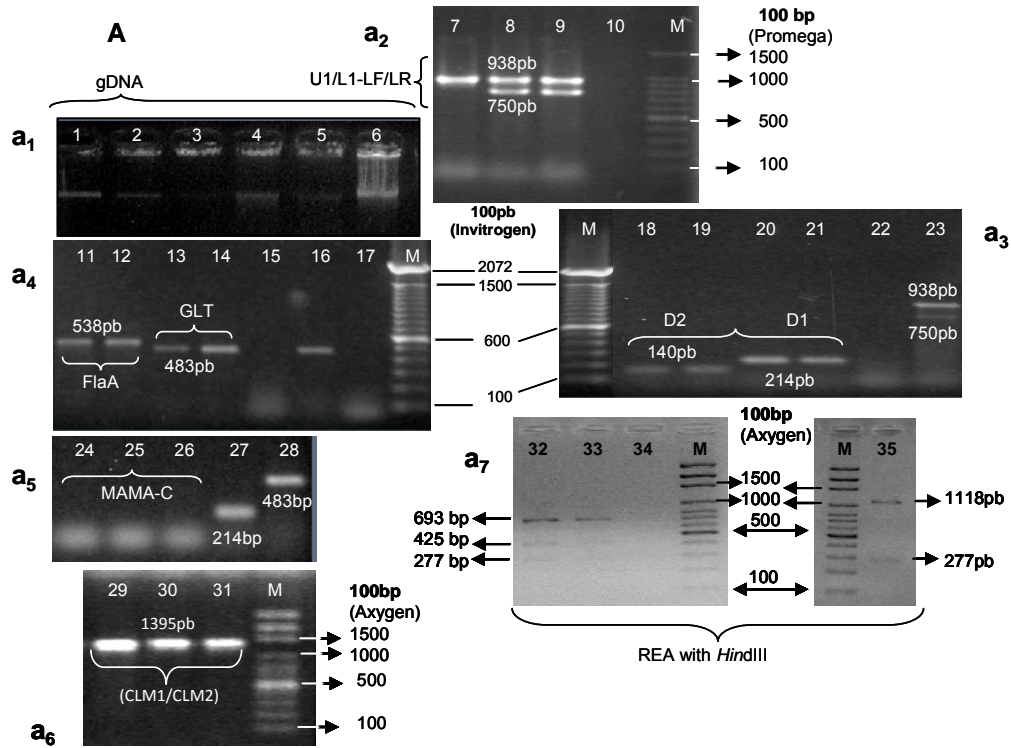 A
a2
7 8 9 10 M
100 bp
(Promega)
1500
1000
500
100
U1/L1-LF/LR
938pb
750pb
gDNA
a1
1 2 3 4 5 6
100pb
(Invitrogen)
2072
1500
600
100
a4
11 12 13 14 15 16 17 M
538pb
FlaA
GLT
483pb
a3
M 18 19 20 21 22 23
D2
D1
140pb
214pb
938pb
750pb
a5
24 25 26 27 28
MAMA-C
214bp
483bp
a7
32 33 34 M
100bp
(Axygen)
M 35
1500
1000
500
100
693 bp
425 bp
277 bp
1118pb
277pb
REA with HindIII
a6
29 30 31 M
1395pb
(CLM1/CLM2)
100bp
(Axygen)
1500
1000
500
100